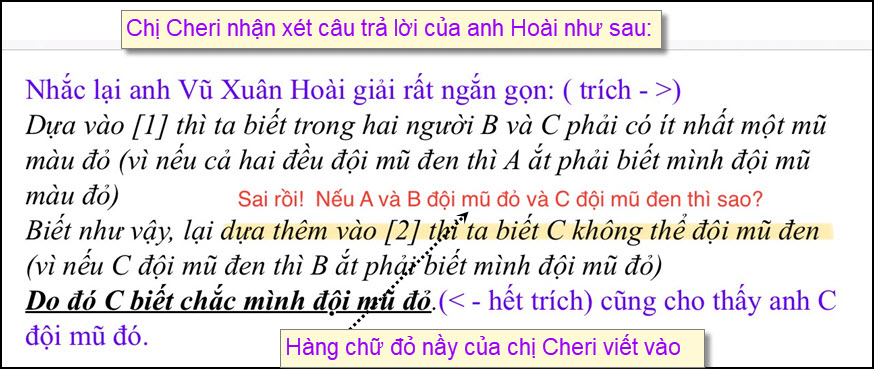 Chị Cheri nhận xét câu trả lời của anh Hoài như sau:
Nhắc lại anh Vũ Xuân Hoài giải rất ngắn gọn: ( trích - >)
Dựa vào [1] thì ta biết trong hai người B và C phải có ít nhất một mũ
màu đỏ (vì nếu cả hai đều đội mũ đen thì A ắt phải biết mình đội mũ
màu đỏ)
Sai rồi! Nếu A và B đội mũ đỏ và C đội mũ đen thì sao?
Biết như vậy, lại dựa thêm vào [2] thì ta biết C không thể đội mũ đen
(vì nếu C đội mũ đen thì B ắt phải biết mình đội mũ đỏ)
Do đó C biết chắc mình đội mũ đỏ.(< - hết trích) cũng cho thấy anh C
đội mũ đó.
Hàng chữ đỏ nầy của chị Cheri viết vào